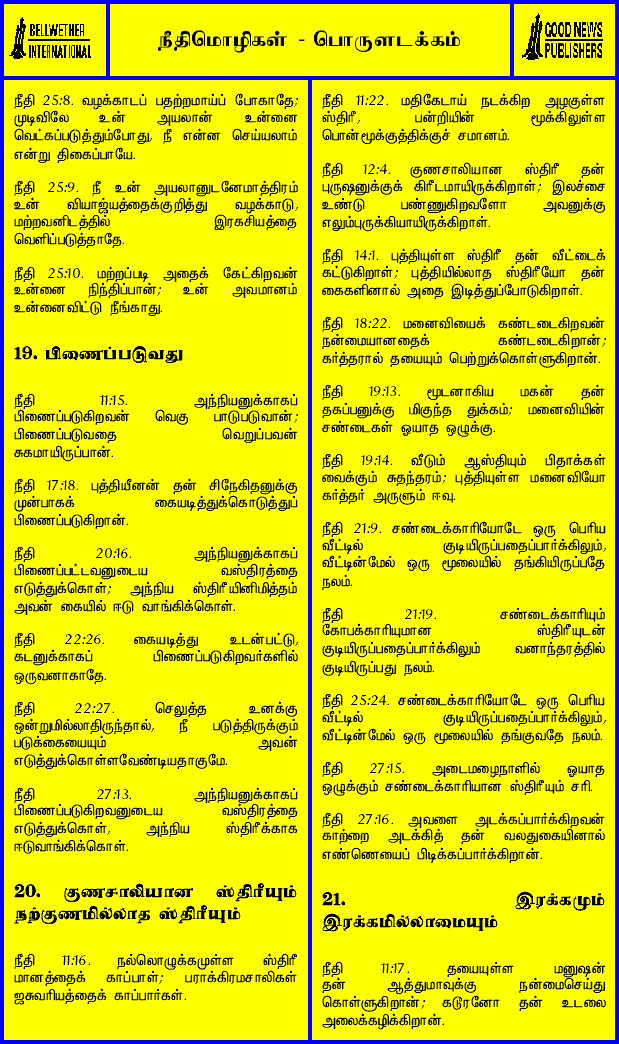 BELLWETHER
INTERNATIONAL
நீதிமொழிகள் - பொருளடக்கம்
GOOD NEWS
PUBLISHERS
நீதி 25:8. வழக்காடப் பதற்றமாய்ப் போகாதே;
முடிவிலே உன் அயலான் உன்னை
வெட்கப்படுத்தும்போது, நீ என்ன செய்யலாம்
என்று திகைப்பாயே.
நீதி 25:9. நீ உன் அயலானுடனேமாத்திரம்
உன் வியாஜ்யத்தைக்குறித்து வழக்காடு,
மற்றவனிடத்தில் இரகசியத்தை
வெளிப்படுத்தாதே.
நீதி 25:10. மற்றப்படி அதைக் கேட்கிறவன்
உன்னை நிந்திப்பான்; உன் அவமானம்
உன்னைவிட்டு நீங்காது.
19. பிணைப்படுவது
நீதி 11:15. அந்நியனுக்காகப்
பிணைப்படுகிறவன் வெகு பாடுபடுவான்;
பிணைப்படுவதை வெறுப்பவன்
சுகமாயிருப்பான்.
நீதி 17:18. புத்தியீனன் தன் சிநேகிதனுக்கு
முன்பாகக் கையடித்துக்கொடுத்துப்
பிணைப்படுகிறான்.
நீதி 20:16. அந்நியனுக்காகப்
பிணைப்பட்டவனுடைய வஸ்திரத்தை
எடுத்துக்கொள்; அந்நிய ஸ்திரீயினிமித்தம்
அவன் கையில் ஈடு வாங்கிக்கொள்.
நீதி 22:26. கையடித்து உடன்பட்டு,
கடனுக்காகப் பிணைப்படுகிறவர்களில்
ஒருவனாகாதே.
நீதி 22:27. செலுத்த உனக்கு
ஒன்றுமில்லாதிருந்தால், நீ படுத்திருக்கும்
படுக்கையையும் அவன்
எடுத்துக்கொள்ளவேண்டியதாகுமே.
நீதி 27:13. அந்நியனுக்காகப்
பிணைப்படுகிறவனுடைய வஸ்திரத்தை
எடுத்துக்கொள், அந்நிய ஸ்திரீக்காக
ஈடுவாங்கிக்கொள்.
20. குணசாலியான ஸ்திரீயும்
நற்குணமில்லாத ஸ்திரீயும்
நீதி 11:16. நல்லொழுக்கமுள்ள ஸ்திரீ
மானத்தைக் காப்பாள்; பராக்கிரமசாலிகள்
ஐசுவரியத்தைக் காப்பார்கள்.
நீதி 11:22. மதிகேடாய் நடக்கிற அழகுள்ள
ஸ்திரீ, பன்றியின் மூக்கிலுள்ள
பொன்மூக்குத்திக்குச் சமானம்.
நீதி 12:4. குணசாலியான ஸ்திரீ தன்
புருஷனுக்குக் கிரீடமாயிருக்கிறாள்; இலச்சை
உண்டு பண்ணுகிறவளோ அவனுக்கு
எலும்புருக்கியாயிருக்கிறாள்.
நீதி 14:1. புத்தியுள்ள ஸ்திரீ தன் வீட்டைக்
கட்டுகிறாள்; புத்தியில்லாத ஸ்திரீயோ தன்
கைகளினால் அதை இடித்துப்போடுகிறாள்.
நீதி 18:22. மனைவியைக் கண்டடைகிறவன்
நன்மையானதைக் கண்டடைகிறான்;
கர்த்தரால் தயையும் பெற்றுக்கொள்ளுகிறான்.
நீதி 19:13. மூடனாகிய மகன் தன்
தகப்பனுக்கு மிகுந்த துக்கம்; மனைவியின்
சண்டைகள் ஓயாத ஒழுக்கு.
நீதி 19:14. வீடும் ஆஸ்தியும் பிதாக்கள்
வைக்கும் சுதந்தரம்; புத்தியுள்ள மனைவியோ
கர்த்தர் அருளும் ஈவு.
நீதி 21:9. சண்டைக்காரியோடே ஒரு பெரிய
வீட்டில் குடியிருப்பதைப்பார்க்கிலும்,
வீட்டின்மேல் ஒரு மூலையில் தங்கியிருப்பதே
நலம்.
நீதி 21:19. சண்டைக்காரியும்
கோபக்காரியுமான ஸ்திரீயுடன்
குடியிருப்பதைப்பார்க்கிலும் வனாந்தரத்தில்
குடியிருப்பது நலம்.
நீதி 25:24. சண்டைக்காரியோடே ஒரு பெரிய
வீட்டில் குடியிருப்பதைப்பார்க்கிலும்,
வீட்டின்மேல் ஒரு மூலையில் தங்குவதே நலம்.
நீதி 27:15. அடைமழைநாளில் ஓயாத
ஒழுக்கும் சண்டைக்காரியான ஸ்திரீயும் சரி.
நீதி 27:16. அவளை அடக்கப்பார்க்கிறவன்
காற்றை அடக்கித் தன் வலதுகையினால்
எண்ணெயைப் பிடிக்கப்பார்க்கிறான்.
21. இரக்கமும்
இரக்கமில்லாமையும்
நீதி 11:17. தயையுள்ள மனுஷன்
தன் ஆத்துமாவுக்கு நன்மைசெய்து
கொள்ளுகிறான்; கடூரனோ தன் உடலை
அலைக்கழிக்கிறான்.